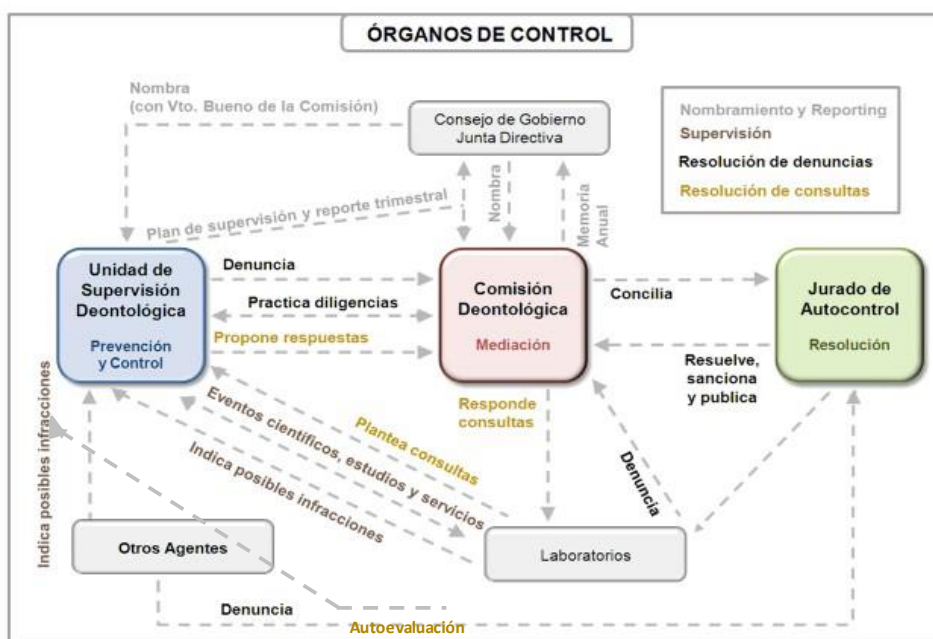 ÓRGANOS DE CONTROL
Nombra
(con Vto. Bueno de la Comisión)
Consejo de Gobierno
Junta Directiva
Nombramiento y Reporting
Supervisión
Resolución de denuncias
Resolución de consultas
Plan de supervisión y reporte trimestral
Nombra
Memoria
Anual
Unidad de
Supervisión
Deontológica
Prevención
y Control
Denuncia
Practica diligencias
Propone respuestas
Comisión
Deontológica
Mediación
Concilia
Jurado de
Autocontrol
Resolución
Resuelve,
sanciona
y publica
Responde
consultas
Plantea consultas
Eventos científicos, estudios y servicios
Indica posibles infracciones
Indica posibles infracciones
Denuncia
Otros Agentes
Laboratorios
Denuncia
Autoevaluación